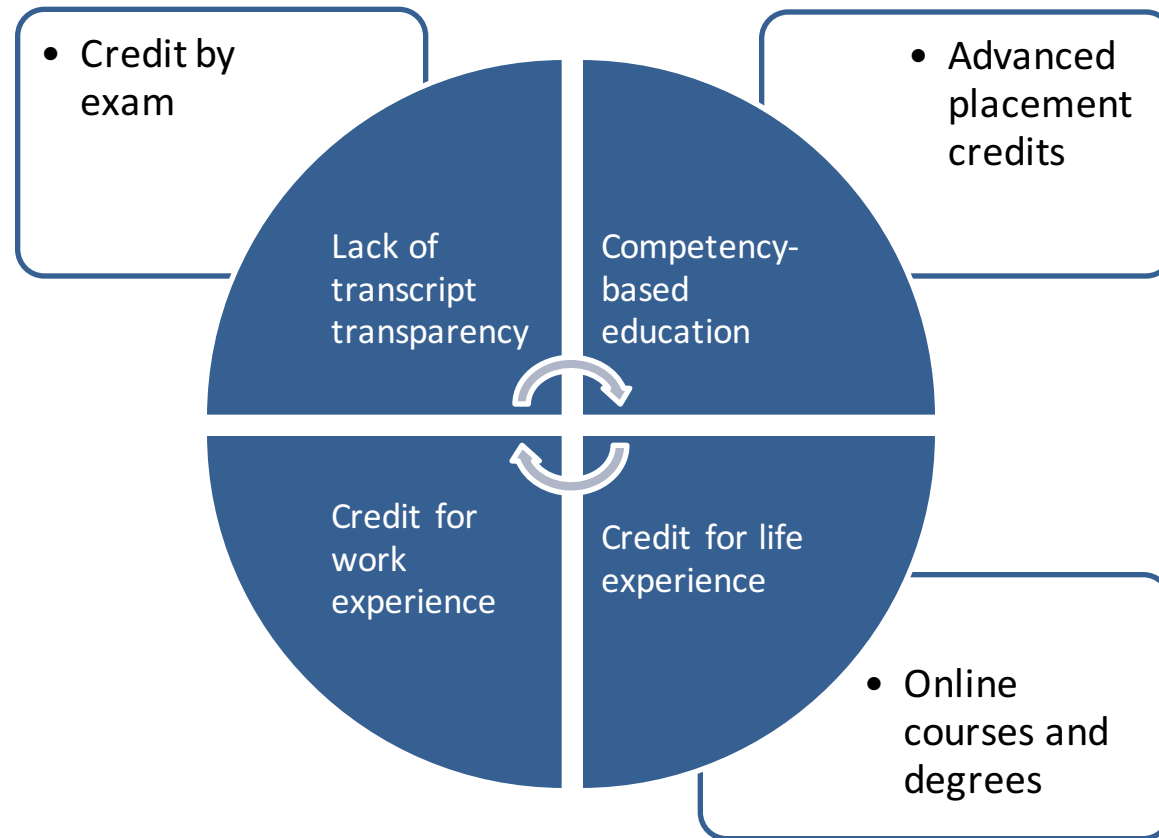 • Credit by
exam
• Advanced
placement
credits
Lack of
transcript
transparency
Competency-
based
education
Credit for
work
experience
Credit for life
experience
• Online
courses and
degrees